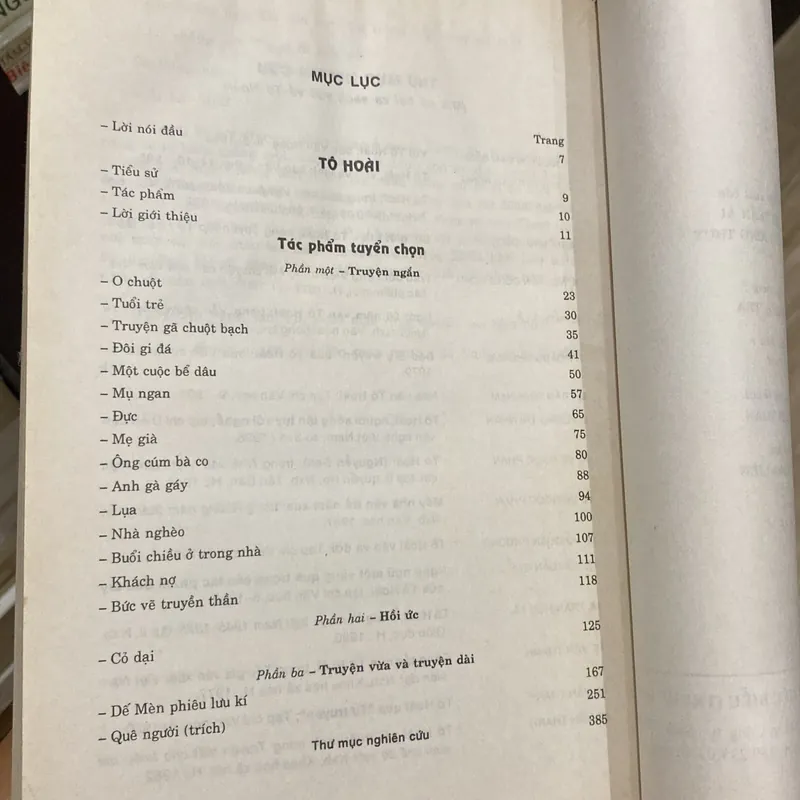 MỤC LỤC
Trang
– Lời nói đầu 7
TÔ HOÀI
– Tiểu sử 9
– Tác phẩm 10
– Lời giới thiệu 11
Tác phẩm tuyển chọn
Phần một – Truyện ngắn
– O chuột 23
– Tuổi trẻ 30
– Truyện gã chuột bạch 35
– Đôi gi đá 41
– Một cuộc bể dâu 50
– Mụ ngan 57
– Đực 65
– Mẹ già 75
– Ông cúm bà co 80
– Anh gà gáy 88
– Lụa 94
– Nhà nghèo 100
– Buổi chiều ở trong nhà 107
– Khách nợ 111
– Bức vẽ truyền thần 118
Phần hai – Hồi ức
– Cỏ dại 125
Phần ba – Truyện vừa và truyện dài
– Dế Mèn phiêu lưu kí 167
– Quê người (trích) 251
Thư mục nghiên cứu 385